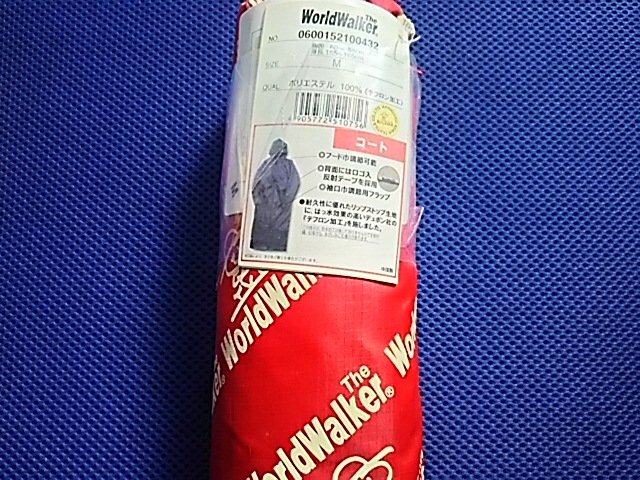 The
WorldWalker®
NO. 0600152100432
SIZE M
QUAL ポリエステル 100% (テフロン加工)
905772 510756
コート
○フード巾調節可能
○背面にはロゴ入
反射テープを採用
○袖口巾調節用フラップ
●耐久性に優れたリップストップ生地
に、はっ水効果の高いデュポン社の
「テフロン加工」を施しました。
中国製
WorldWalker
WorldWalker
The
WorldWalker®